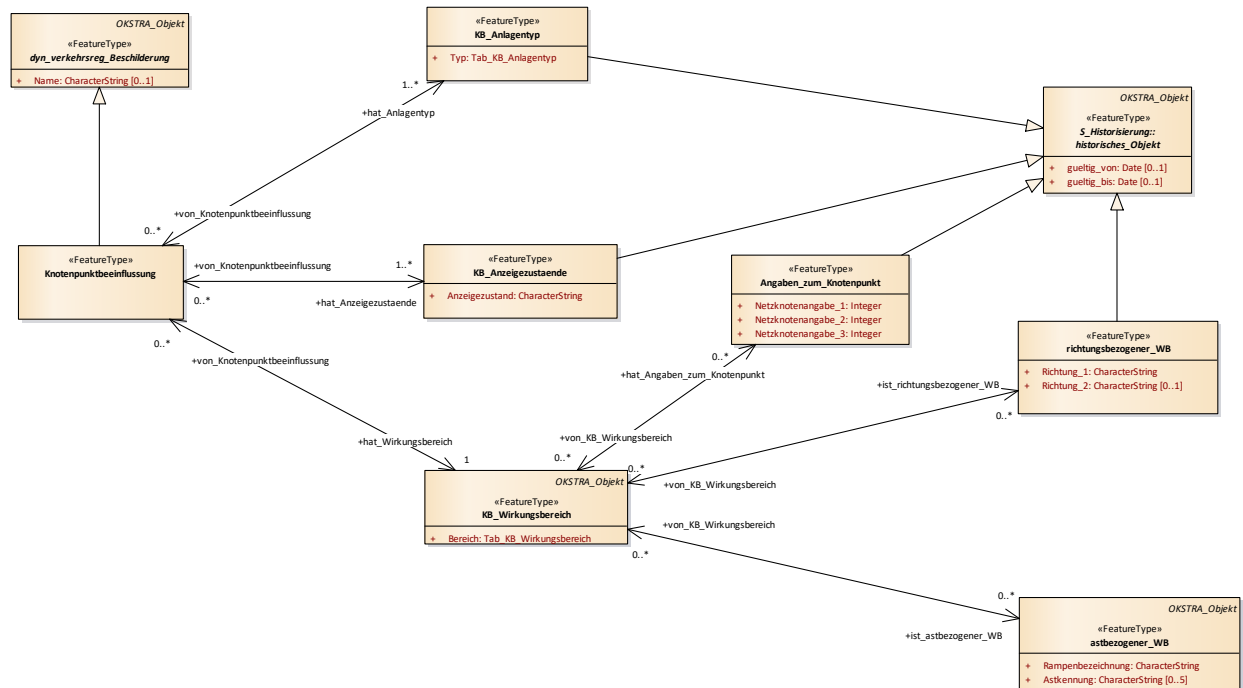 OKSTRA_Objekt
«FeatureType»
dyn_verkehrsreg_Beschilderung
+ Name: CharacterString [0..1]
«FeatureType»
KB_Anlagentyp
+ Typ: Tab_KB_Anlagentyp
1..*
+hat_Anlagentyp
OKSTRA_Objekt
«FeatureType»
S_Historisierung::
historisches_Objekt
+ gueltig_von: Date [0..1]
+ gueltig_bis: Date [0..1]
+von_Knotenpunktbeeinflussung
0..*
«FeatureType»
Knotenpunktbeeinflussung
+von_Knotenpunktbeeinflussung
0..*
1..*
+hat_Anzeigezustaende
«FeatureType»
KB_Anzeigezustaende
+ Anzeigezustand: CharacterString
«FeatureType»
Angaben_zum_Knotenpunkt
+ Netzknotenangabe_1: Integer
+ Netzknotenangabe_2: Integer
+ Netzknotenangabe_3: Integer
«FeatureType»
richtungsbezogener_WB
+ Richtung_1: CharacterString
+ Richtung_2: CharacterString [0..1]
0..*
+von_Knotenpunktbeeinflussung
0..*
+hat_Angaben_zum_Knotenpunkt
+ist_richtungsbezogener_WB
0..*
+hat_Wirkungsbereich
1
+von_KB_Wirkungsbereich
0..*
0..*
+von_KB_Wirkungsbereich
OKSTRA_Objekt
«FeatureType»
KB_Wirkungsbereich
+ Bereich: Tab_KB_Wirkungsbereich
+von_KB_Wirkungsbereich
0..*
0..*
+ist_astbezogener_WB
OKSTRA_Objekt
«FeatureType»
astbezogener_WB
+ Rampenbezeichnung: CharacterString
+ Astkennung: CharacterString [0..5]